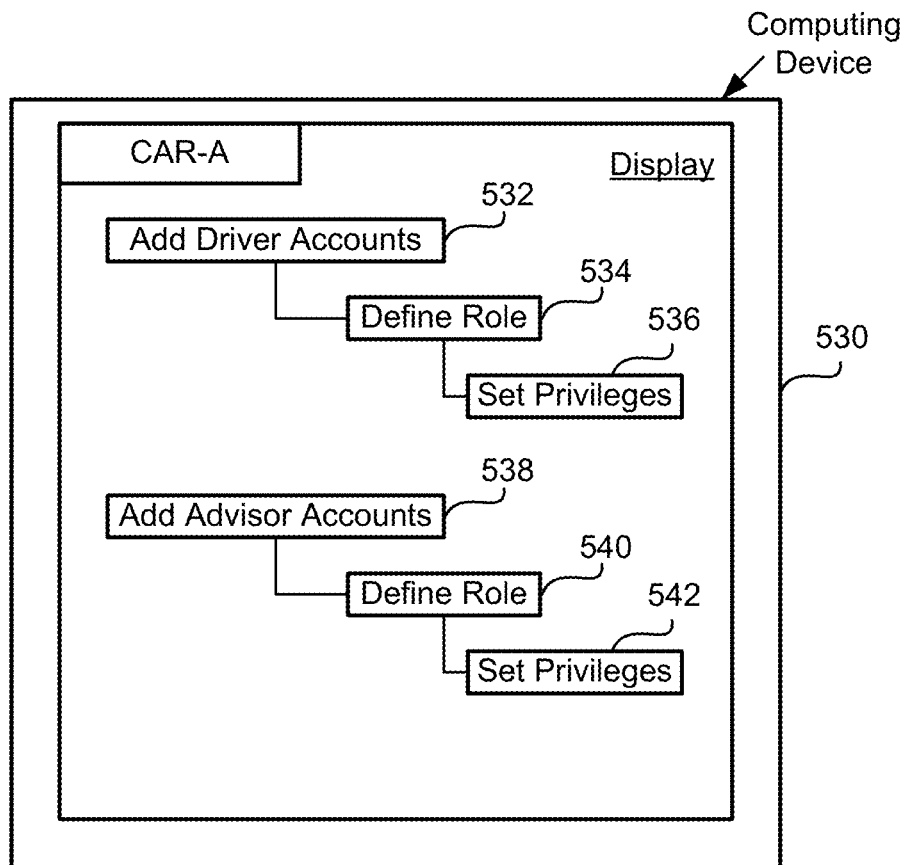 Computing
Device
CAR-A
Display
532
Add Driver Accounts
534
Define Role
536
530
Set Privileges
538
Add Advisor Accounts
540
Define Role
542
Set Privileges